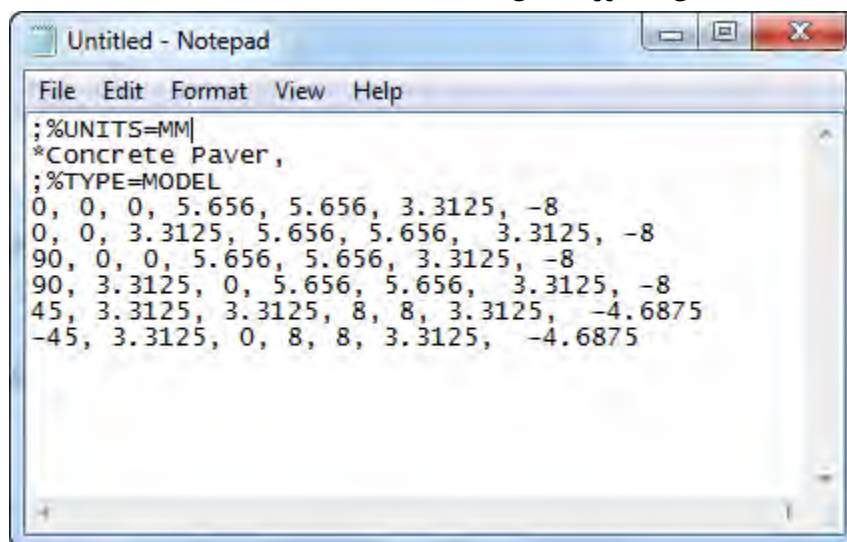 Untitled - Notepad
File Edit Format View Help
;%UNITS=MM
*Concrete Paver,
;%TYPE=MODEL
0, 0, 0, 5.656, 5.656, 3.3125, -8
0, 0, 3.3125, 5.656, 5.656,  3.3125, -8
90, 0, 0, 5.656, 5.656, 3.3125, -8
90, 3.3125, 0, 5.656, 5.656,  3.3125, -8
45, 3.3125, 3.3125, 8, 8, 3.3125,  -4.6875
-45, 3.3125, 0, 8, 8, 3.3125,  -4.6875